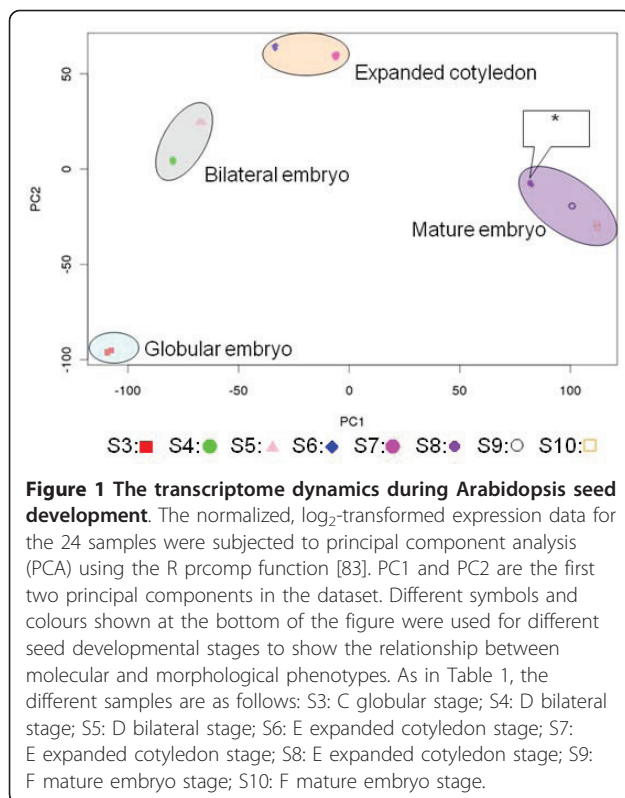 50
0
-50
-100
PC2
Expanded cotyledon
*
Bilateral embryo
Mature embryo
Globular embryo
-100 -50 0 50 100
PC1
S3: S4: S5: S6: S7: S8: S9: S10:
Figure 1 The transcriptome dynamics during Arabidopsis seed
development. The normalized, log2-transformed expression data for
the 24 samples were subjected to principal component analysis
(PCA) using the R prcomp function [83]. PC1 and PC2 are the first
two principal components in the dataset. Different symbols and
colours shown at the bottom of the figure were used for different
seed developmental stages to show the relationship between
molecular and morphological phenotypes. As in Table 1, the
different samples are as follows: S3: C globular stage; S4: D bilateral
stage; S5: D bilateral stage; S6: E expanded cotyledon stage; S7:
E expanded cotyledon stage; S8: E expanded cotyledon stage; S9:
F mature embryo stage; S10: F mature embryo stage.